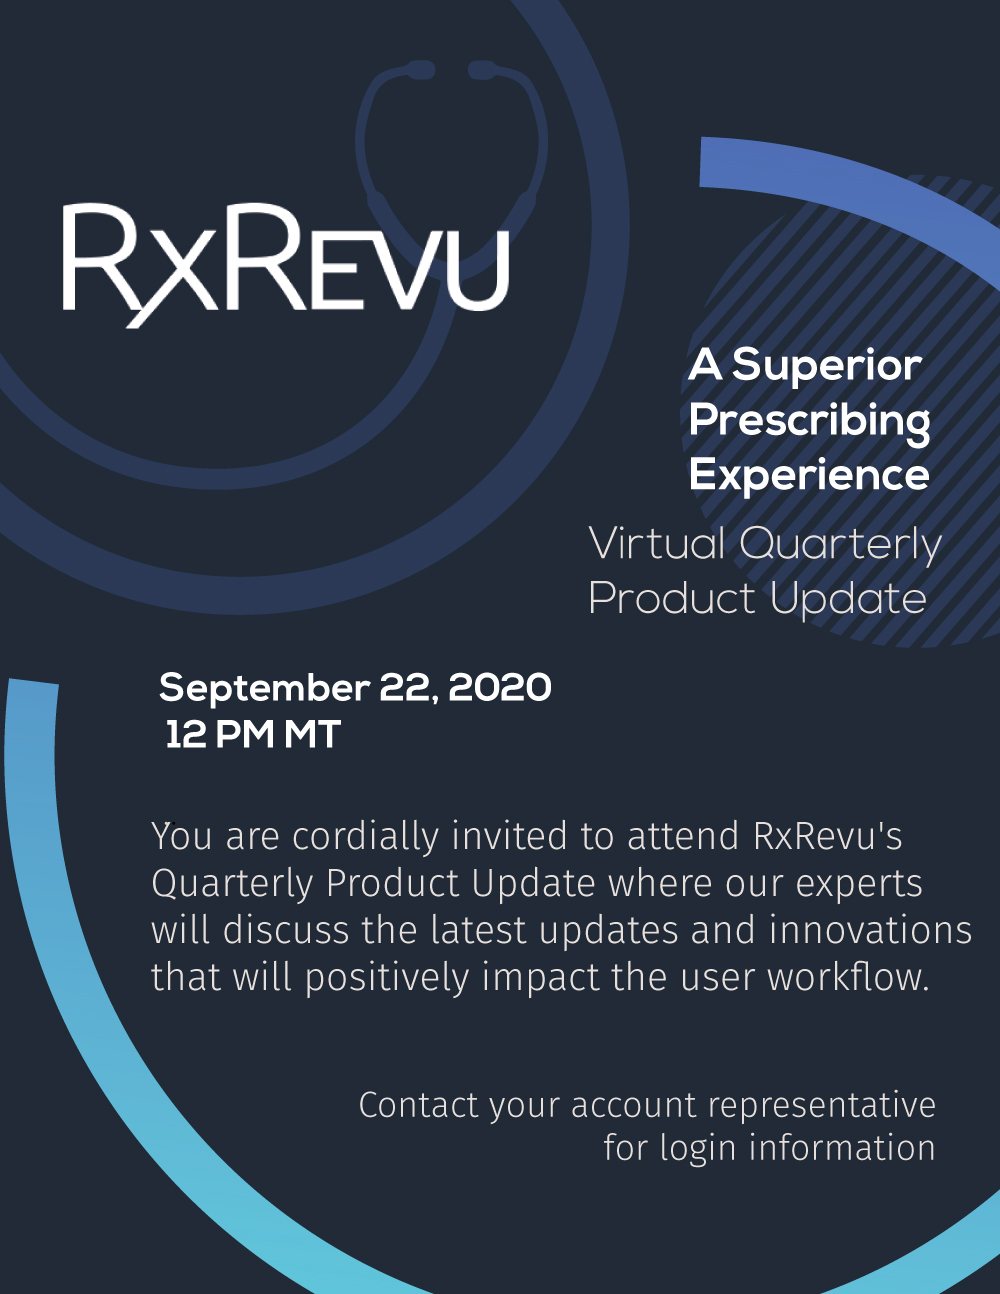 RxRevu
A Superior
Prescribing
Experience
Virtual Quarterly
Product Update
September 22, 2020
12 PM MT
You are cordially invited to attend RxRevu's
Quarterly Product Update where our experts
will discuss the latest updates and innovations
that will positively impact the user workflow.
Contact your account representative
for login information